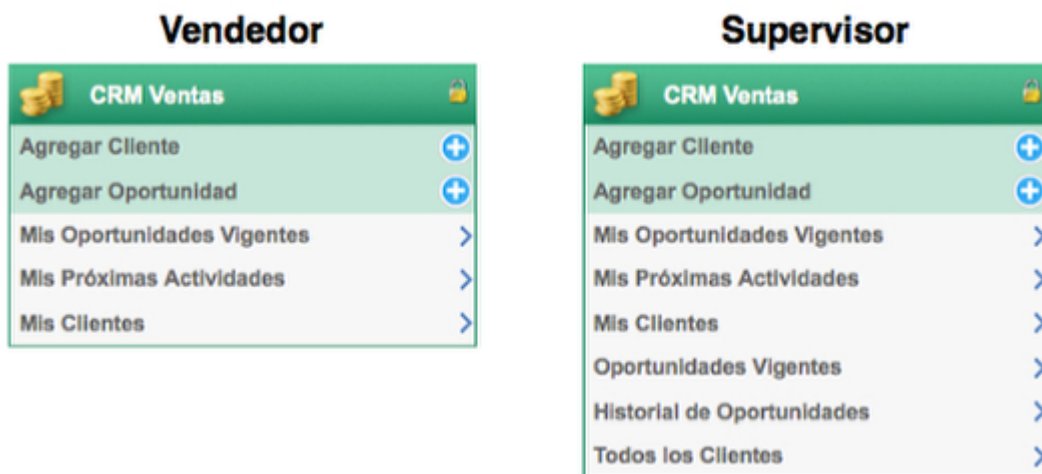 Vendedor
CRM Ventas
Agregar Cliente
Agregar Oportunidad
Mis Oportunidades Vigentes
Mis Próximas Actividades
Mis Clientes
Supervisor
CRM Ventas
Agregar Cliente
Agregar Oportunidad
Mis Oportunidades Vigentes
Mis Próximas Actividades
Mis Clientes
Oportunidades Vigentes
Historial de Oportunidades
Todos los Clientes